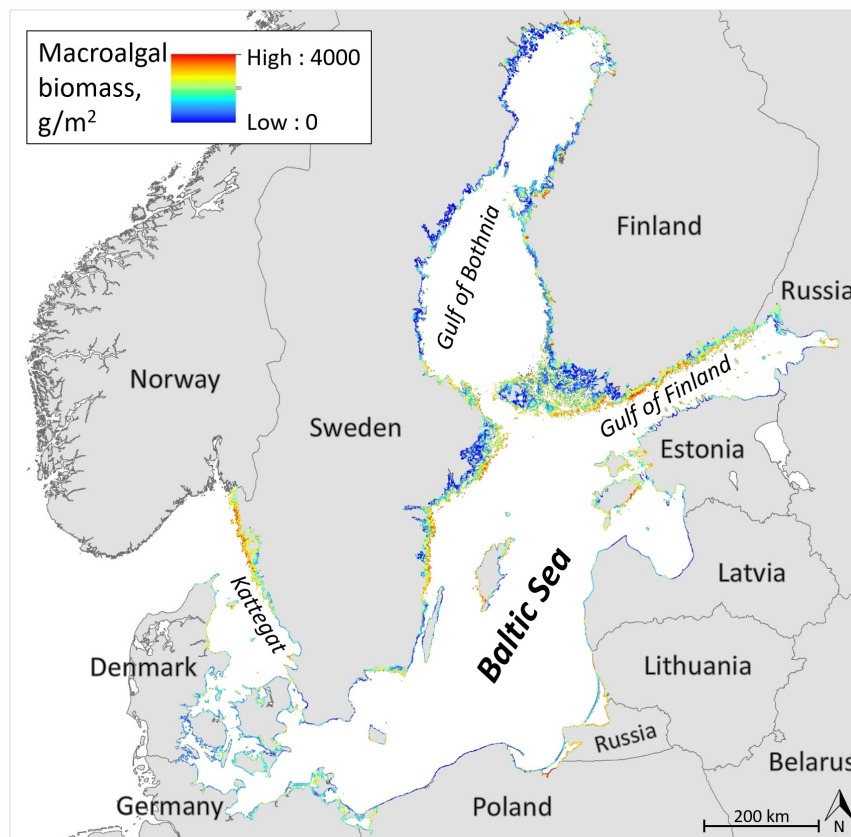 Macroalgal
biomass,
g/m²
High : 4000
Low : 0
Finland
Gulf of Bothnia
Russia
Norway
Gulf of Finland
Sweden
Estonia
Baltic Sea
Latvia
Kattegat
Denmark
Lithuania
Russia
Belarus
Germany
Poland
200 km
N